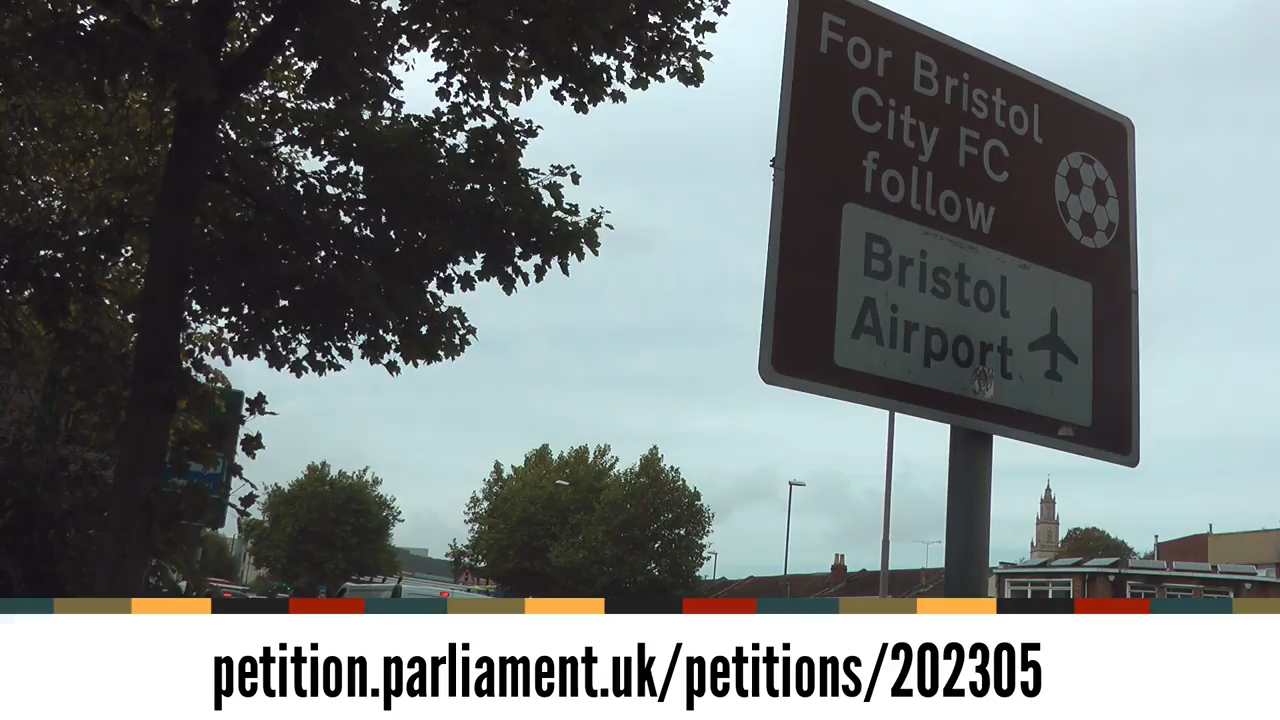 For Bristol
City FC
follow
Bristol
Airport
petition.parliament.uk/petitions/202305